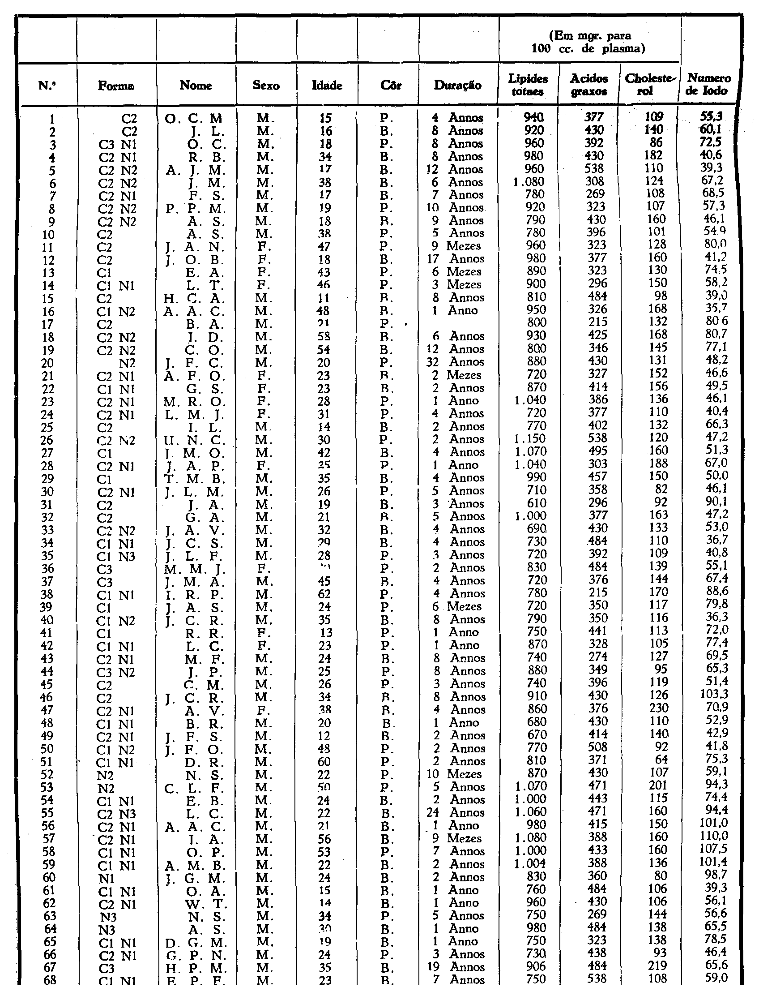 (Em mgr. para
100 cc. de plasma)
N.º Forma Nome Sexo Idade Côr Duração Lipides totaes Acidos graxos Choleste-rol Numero de Iodo
1 C2 O. C. M M. 15 P. 4 Annos 940 377 109 55,3
2 C2 J. L. M. 16 B. 8 Annos 920 430 140 60,1
3 C3 N1 O. C. M. 18 P. 8 Annos 960 392 86 72,5
4 C2 N1 R. B. M. 34 B. 8 Annos 980 430 182 40,6
5 C2 N2 A. J. M. M. 17 B. 12 Annos 960 538 110 39,3
6 C2 N2 J. M. M. 38 B. 6 Annos 1.080 308 124 67,2
7 C2 N1 F. S. M. 17 B. 7 Annos 780 269 108 68,5
8 C2 N2 P. P. M. M. 19 P. 10 Annos 920 323 107 57,3
9 C2 N2 A. S. M. 18 B. 9 Annos 790 430 160 46,1
10 C2 A. S. M. 38 P. 5 Annos 780 396 101 54.9
11 C2 J. A. N. F. 47 P. 9 Mezes 960 323 128 80,0
12 C2 J. O. B. F. 18 B. 17 Annos 980 377 160 41,2
13 C1 E. A. F. 43 P. 6 Mezes 890 323 130 74,5
14 C1 N1 L. T. F. 46 P. 3 Mezes 900 296 150 58,2
15 C2 H. C. A. M. 11 B. 8 Annos 810 484 98 39,0
16 C1 N2 A. A. C. M. 48 B. 1 Anno 950 326 168 35,7
17 C2 B. A. M. 21 P. 800 215 132 80 6
18 C2 N2 J. D. M. 58 B. 6 Annos 930 425 168 80,7
19 C2 N2 C. O. M. 54 B. 12 Annos 800 346 145 77,1
20 N2 J. F. C. M. 20 P. 32 Annos 880 430 131 48,2
21 C2 N1 A. F. O. F. 23 B. 2 Mezes 720 327 152 46,6
22 C1 N1 G. S. F. 23 B. 2 Annos 870 414 156 49,5
23 C2 N1 M. R. O. F. 28 P. 1 Anno 1.040 386 136 46,1
24 C2 N1 L. M. J. F. 31 P. 4 Annos 720 377 110 40,4
25 C2 I. L. M. 14 B. 2 Annos 770 402 132 66,3
26 C2 N2 U. N. C. M. 30 P. 2 Annos 1.150 538 120 47,2
27 C1 J. M. O. M. 42 B. 4 Annos 1.070 495 160 51,3
28 C2 N1 J. A. P. F. 25 P. 1 Anno 1.040 303 188 67,0
29 C1 T. M. B. M. 35 B. 4 Annos 990 457 150 50,0
30 C2 N1 J. L. M. M. 26 P. 5 Annos 710 358 82 46,1
31 C2 J. A. M. 19 B. 3 Annos 610 296 92 90,1
32 C2 G. A. M. 21 B. 5 Annos 1.000 377 163 47,2
33 C2 N2 J. A. V. M. 32 B. 4 Annos 690 430 133 53,0
34 C1 N1 J. C. S. M. 29 B. 4 Annos 730 484 110 36,7
35 C1 N3 J. L. F. M. 28 P. 3 Annos 720 392 109 40,8
36 C3 M. M. J. F. P. 2 Annos 830 484 139 55,1
37 C3 J. M. A. M. 45 B. 4 Annos 720 376 144 67,4
38 C1 N1 I. R. P. M. 62 P. 4 Annos 780 215 170 88,6
39 C1 J. A. S. M. 24 P. 6 Mezes 720 350 117 79,8
40 C1 N2 J. C. R. M. 35 B. 8 Annos 790 350 116 36,3
41 C1 R. R. F. 13 P. 1 Anno 750 441 113 72,0
42 C1 N1 L. C. F. 23 P. 1 Anno 870 328 105 77,4
43 C2 N1 M. F. M. 24 B. 8 Annos 740 274 127 69,5
44 C3 N2 J. P. M. 25 P. 8 Annos 880 349 95 65,3
45 C2 C. M. M. 26 P. 3 Annos 740 396 119 51,4
46 C2 J. C. R. M. 34 B. 8 Annos 910 430 126 103,3
47 C2 N1 A. V. F. 38 B. 4 Annos 860 376 230 70,9
48 C1 N1 B. R. M. 20 B. 1 Anno 680 430 110 52,9
49 C2 N1 J. F. S. M. 12 B. 2 Annos 670 414 140 42,9
50 C1 N2 J. F. O. M. 48 P. 2 Annos 770 508 92 41,8
51 C1 N1 D. R. M. 60 P. 2 Annos 810 371 64 75,3
52 N2 N. S. M. 22 P. 10 Mezes 870 430 107 59,1
53 N2 C. L. F. M. 50 P. 5 Annos 1.070 471 201 94,3
54 C1 N1 E. B. M. 24 B. 2 Annos 1.000 443 115 74,4
55 C2 N3 L. C. M. 22 B. 24 Annos 1.060 471 160 94,4
56 C2 N1 A. A. C. M. 21 B. 1 Anno 980 415 150 101,0
57 C2 N1 J. A. M. 56 B. 9 Mezes 1.080 388 160 110,0
58 C1 N1 O. P. M. 53 P. 7 Annos 1.000 433 160 107,5
59 C1 N1 A. M. B. M. 22 B. 2 Annos 1.004 388 136 101,4
60 N1 J. G. M. M. 24 B. 2 Annos 830 360 80 98,7
61 C1 N1 O. A. M. 15 B. 1 Anno 760 484 106 39,3
62 C2 N1 W. T. M. 14 B. 1 Anno 960 430 106 56,1
63 N3 N. S. M. 34 P. 5 Annos 750 269 144 56,6
64 N3 A. S. M. 30 B. 1 Anno 980 484 138 65,5
65 C1 N1 D. G. M. M. 19 B. 1 Anno 750 323 138 78,5
66 C2 N1 G. P. N. M. 24 P. 3 Annos 730 438 93 46,4
67 C3 H. P. M. M. 35 B. 19 Annos 906 484 219 65,6
68 C1 N1 E. P. F. M. 23 B. 7 Annos 750 538 108 59,0